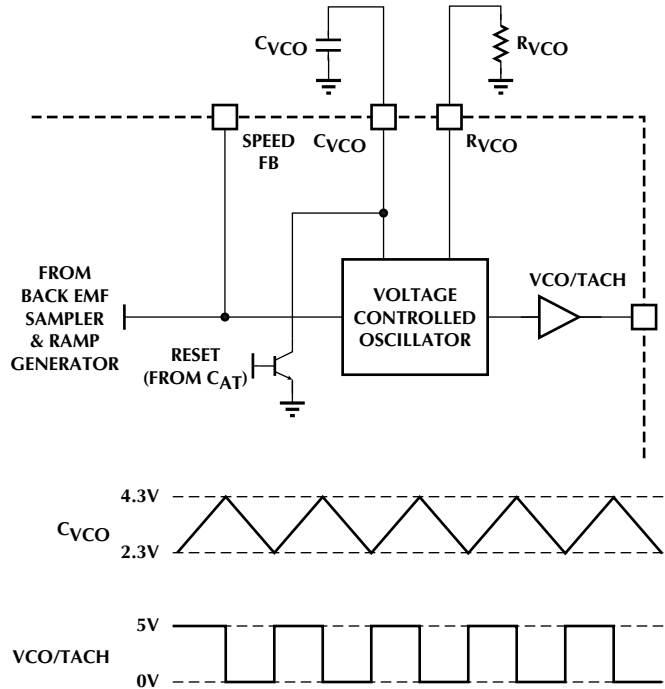 CVCO
RVCO
SPEED
FB
CVCO
RVCO
FROM
BACK EMF
SAMPLER
& RAMP
GENERATOR
RESET
(FROM CAT)
VOLTAGE
CONTROLLED
OSCILLATOR
VCO/TACH
4.3V
CVCO
2.3V
5V
VCO/TACH
0V